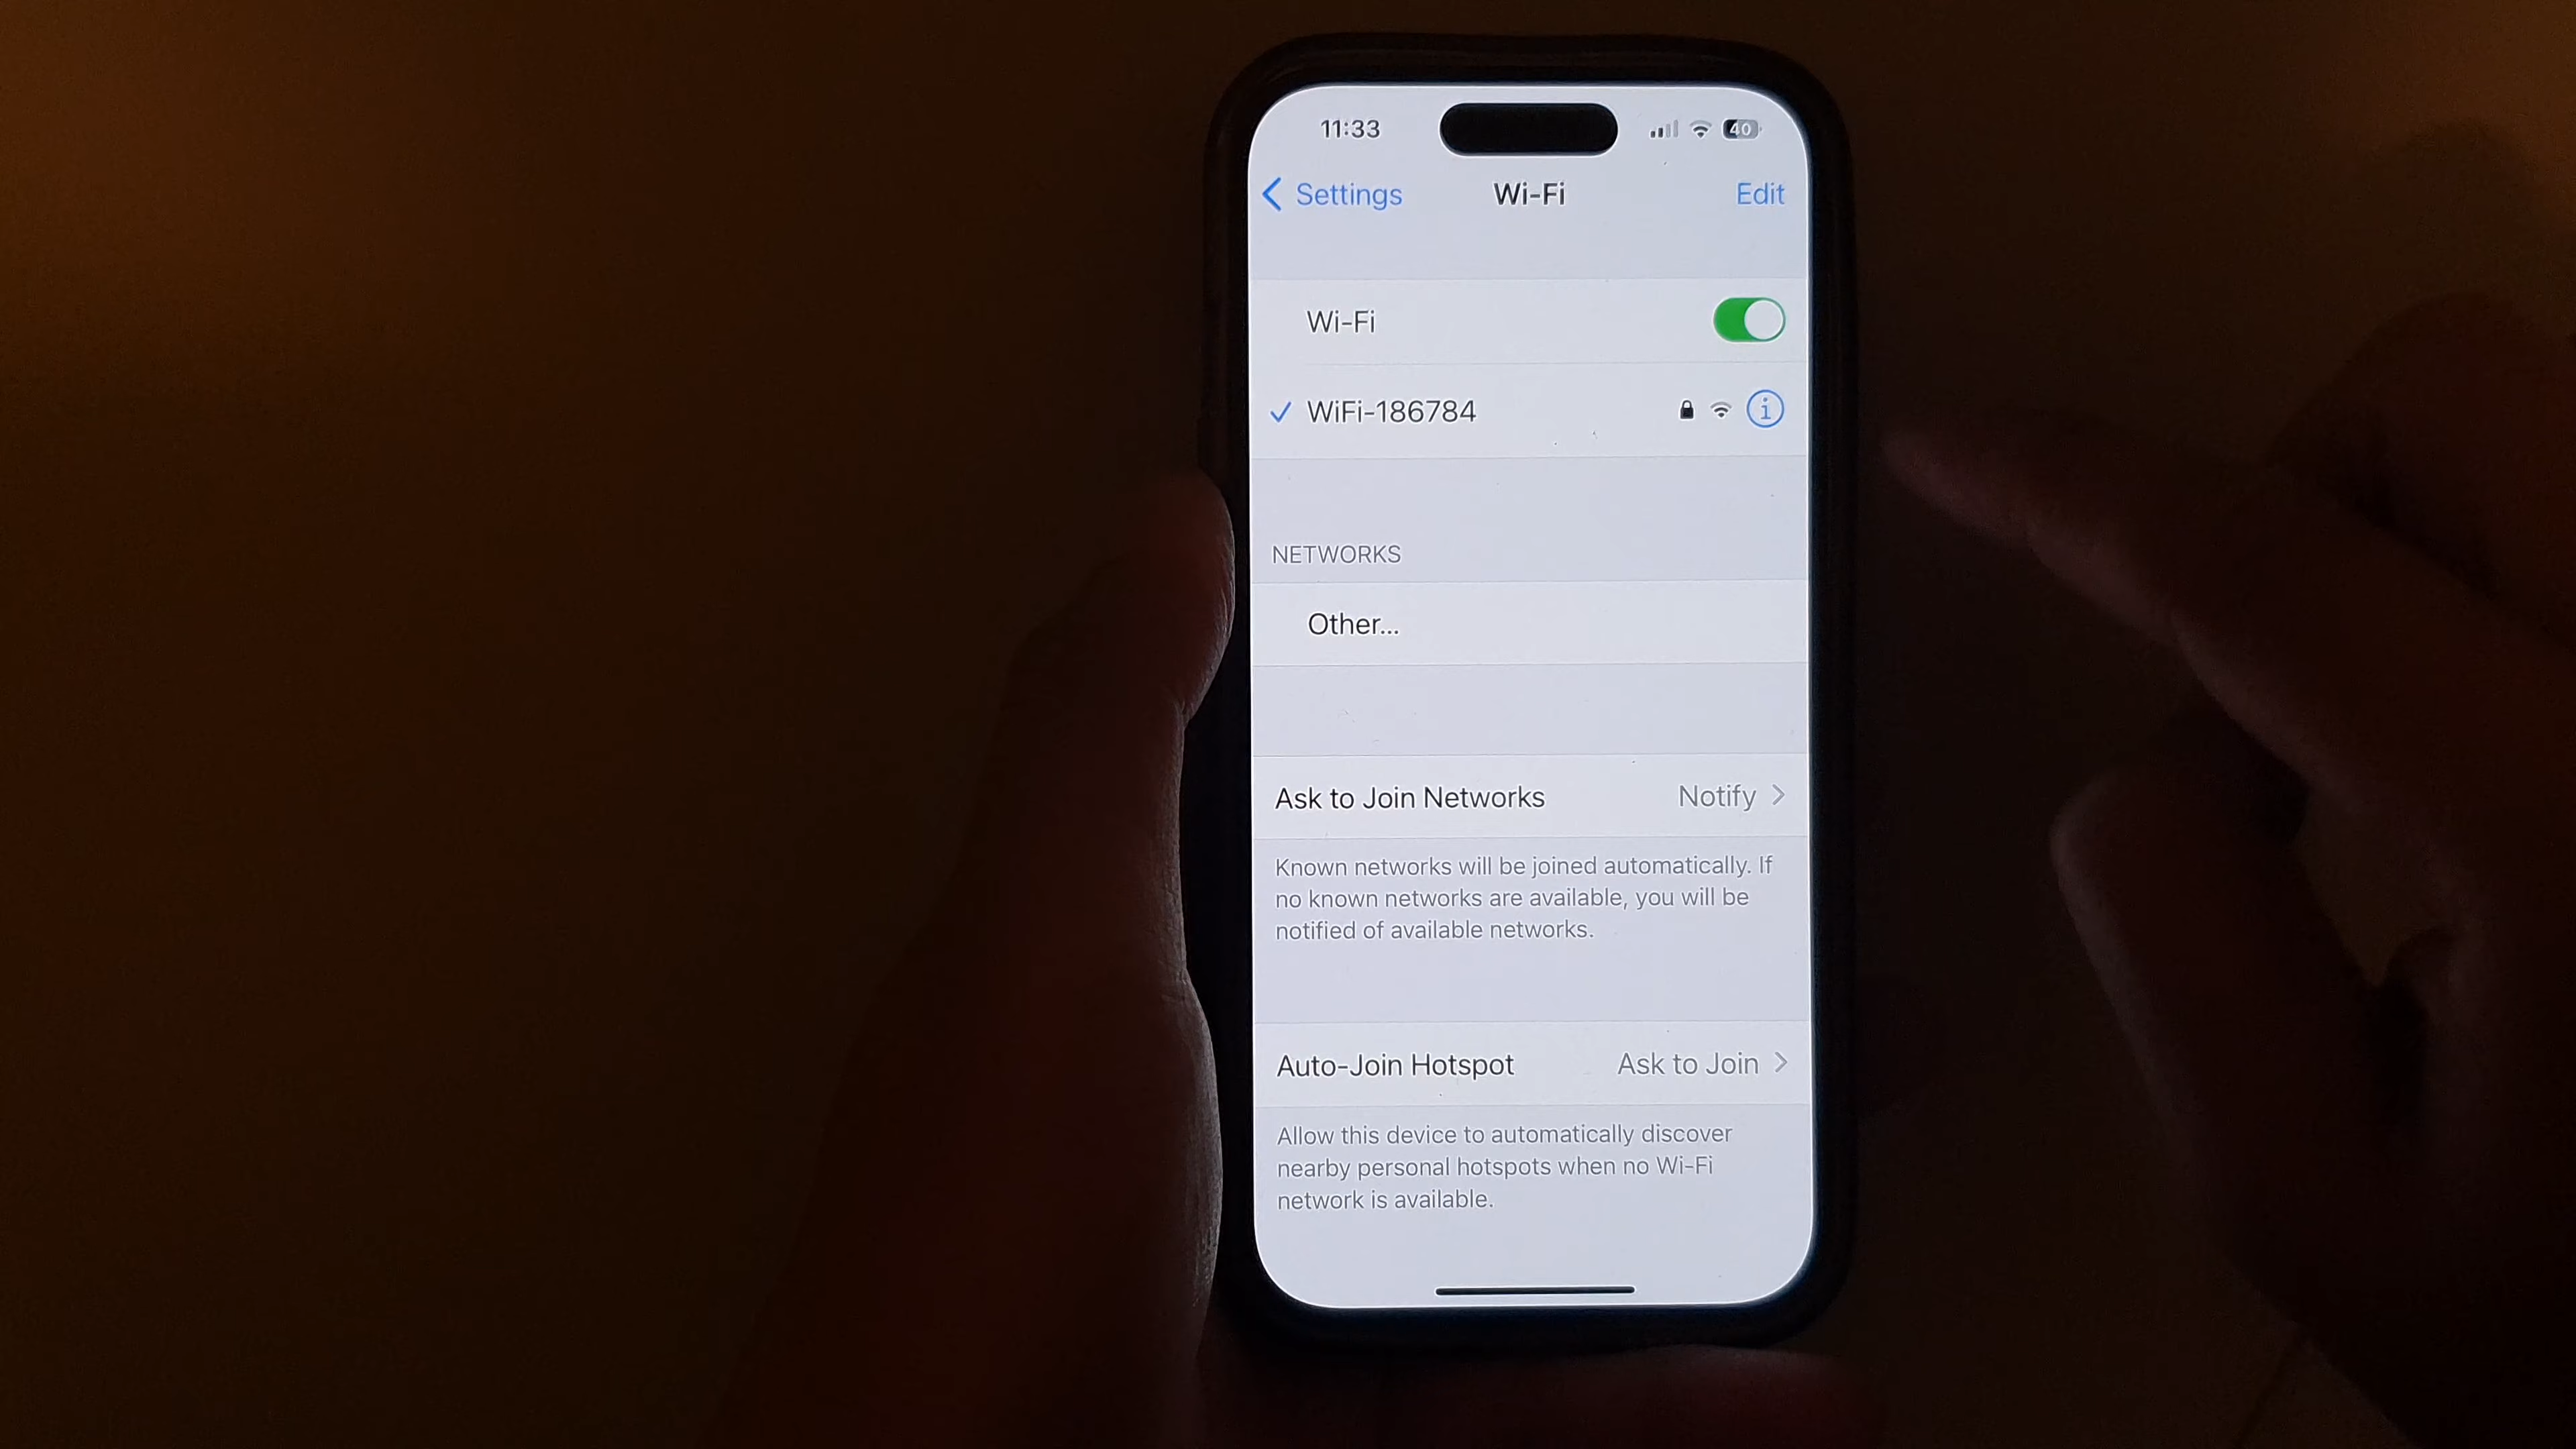 11:33 40
Settings Wi-Fi Edit
Wi-Fi
WiFi-186784
NETWORKS
Other...
Ask to Join Networks Notify
Known networks will be joined automatically. If
no known networks are available, you will be
notified of available networks.
Auto-Join Hotspot Ask to Join
Allow this device to automatically discover
nearby personal hotspots when no Wi-Fi
network is available.